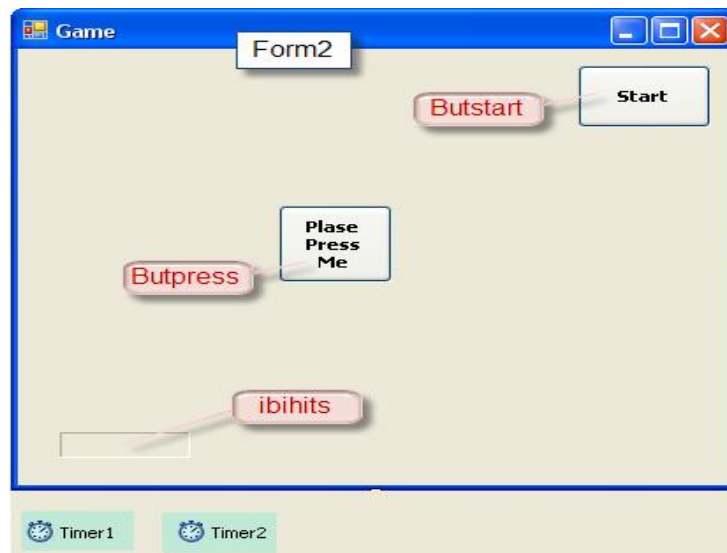 Game
Form2
Butstart
Start
Plase
Press
Me
Butpress
ibihits
Timer1
Timer2